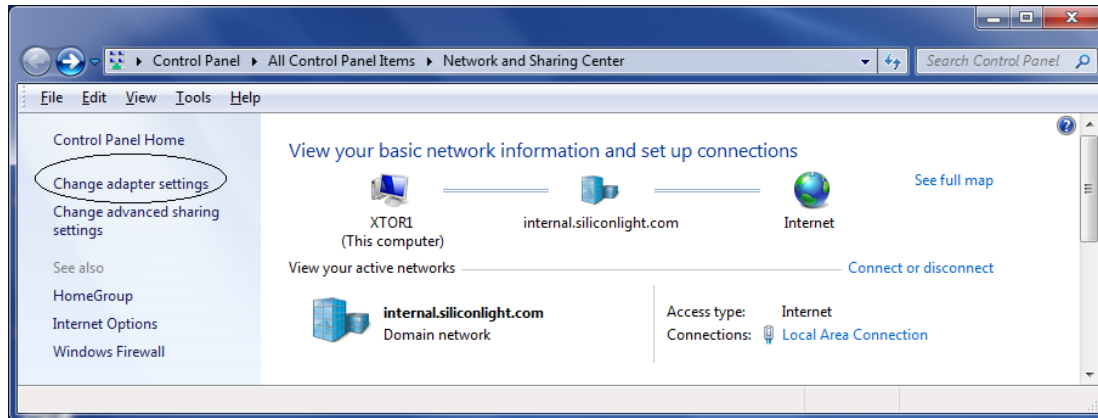 Control Panel ▸ All Control Panel Items ▸ Network and Sharing Center
Search Control Panel
File Edit View Tools Help
Control Panel Home
Change adapter settings
Change advanced sharing
settings
See also
HomeGroup
Internet Options
Windows Firewall
View your basic network information and set up connections
See full map
XTOR1
(This computer)
internal.siliconlight.com
Internet
View your active networks
Connect or disconnect
internal.siliconlight.com
Domain network
Access type: Internet
Connections: Local Area Connection